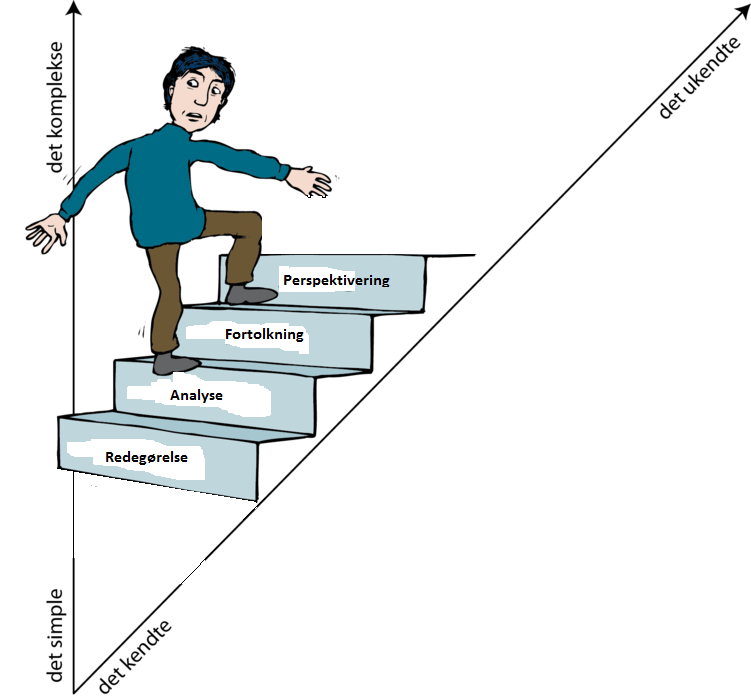 det komplekse
det ukendte
Perspektivering
Fortolkning
Analyse
Redegørelse
det simple
det kendte